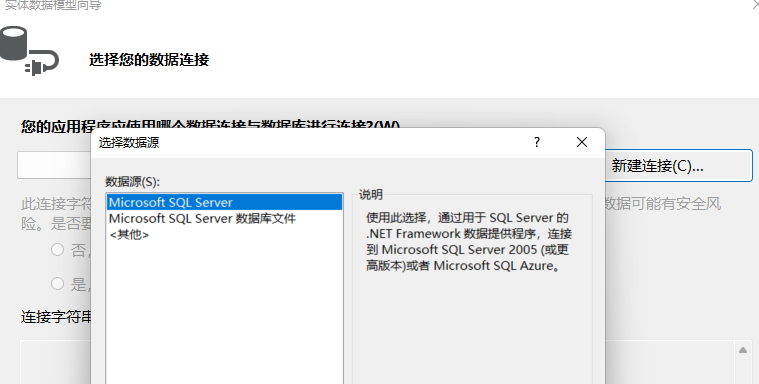 实体数据模型向导
选择您的数据连接
您的应用程序应使用哪个数据连接与数据库进行连接?(W)
选择数据源
?
新建连接(C)...
数据源(S):
Microsoft SQL Server
Microsoft SQL Server 数据库文件
<其他>
说明
使用此选择，通过用于 SQL Server 的
.NET Framework 数据提供程序，连接
到 Microsoft SQL Server 2005 (或更
高版本)或者 Microsoft SQL Azure。
此连接字符
数据可能有安全风
险。是否要
否，
是，
连接字符串